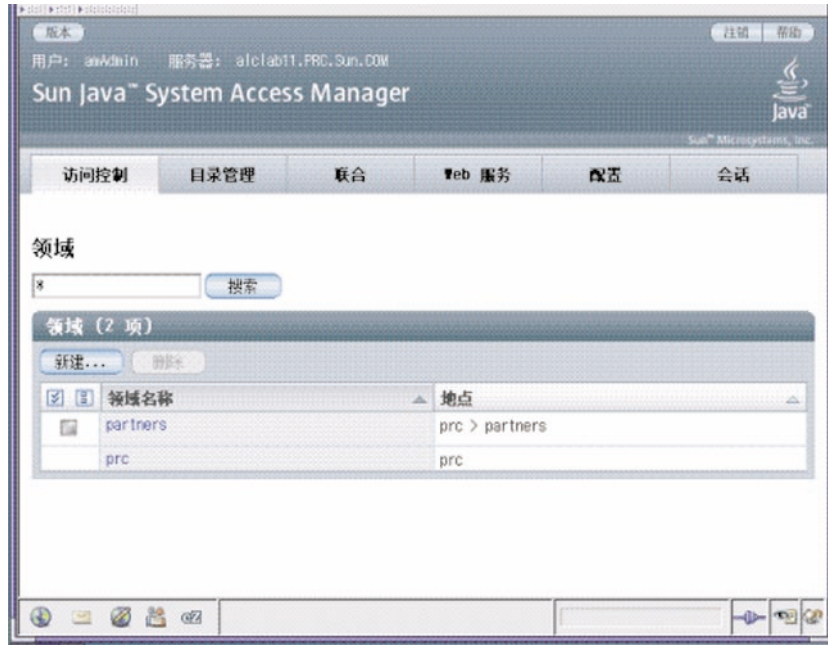 版本
注销 帮助
用户: amAdmin 服务器: alclab11.PRC.Sun.COM
Sun Java™ System Access Manager
Java™
Sun™ Microsystems, Inc.
访问控制 目录管理 联合 Web 服务 配置 会话
领域
*
搜索
领域 (2 项)
新建... 删除
领域名称 地点
partners prc > partners
prc prc